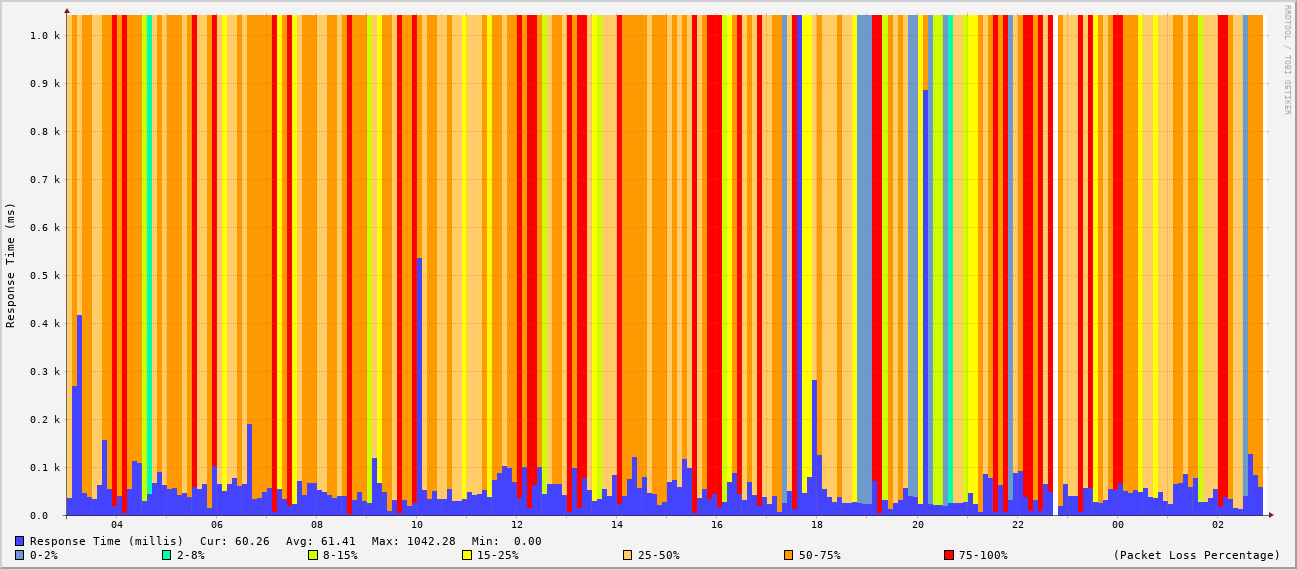 RRDTOOL / TOBI OETIKER
Response Time (ms)
1.0 k
0.9 k
0.8 k
0.7 k
0.6 k
0.5 k
0.4 k
0.3 k
0.2 k
0.1 k
0.0
04 06 08 10 12 14 16 18 20 22 00 02
Response Time (millis) Cur: 60.26 Avg: 61.41 Max: 1042.28 Min: 0.00
0-2% 2-8% 8-15% 15-25% 25-50% 50-75% 75-100% (Packet Loss Percentage)